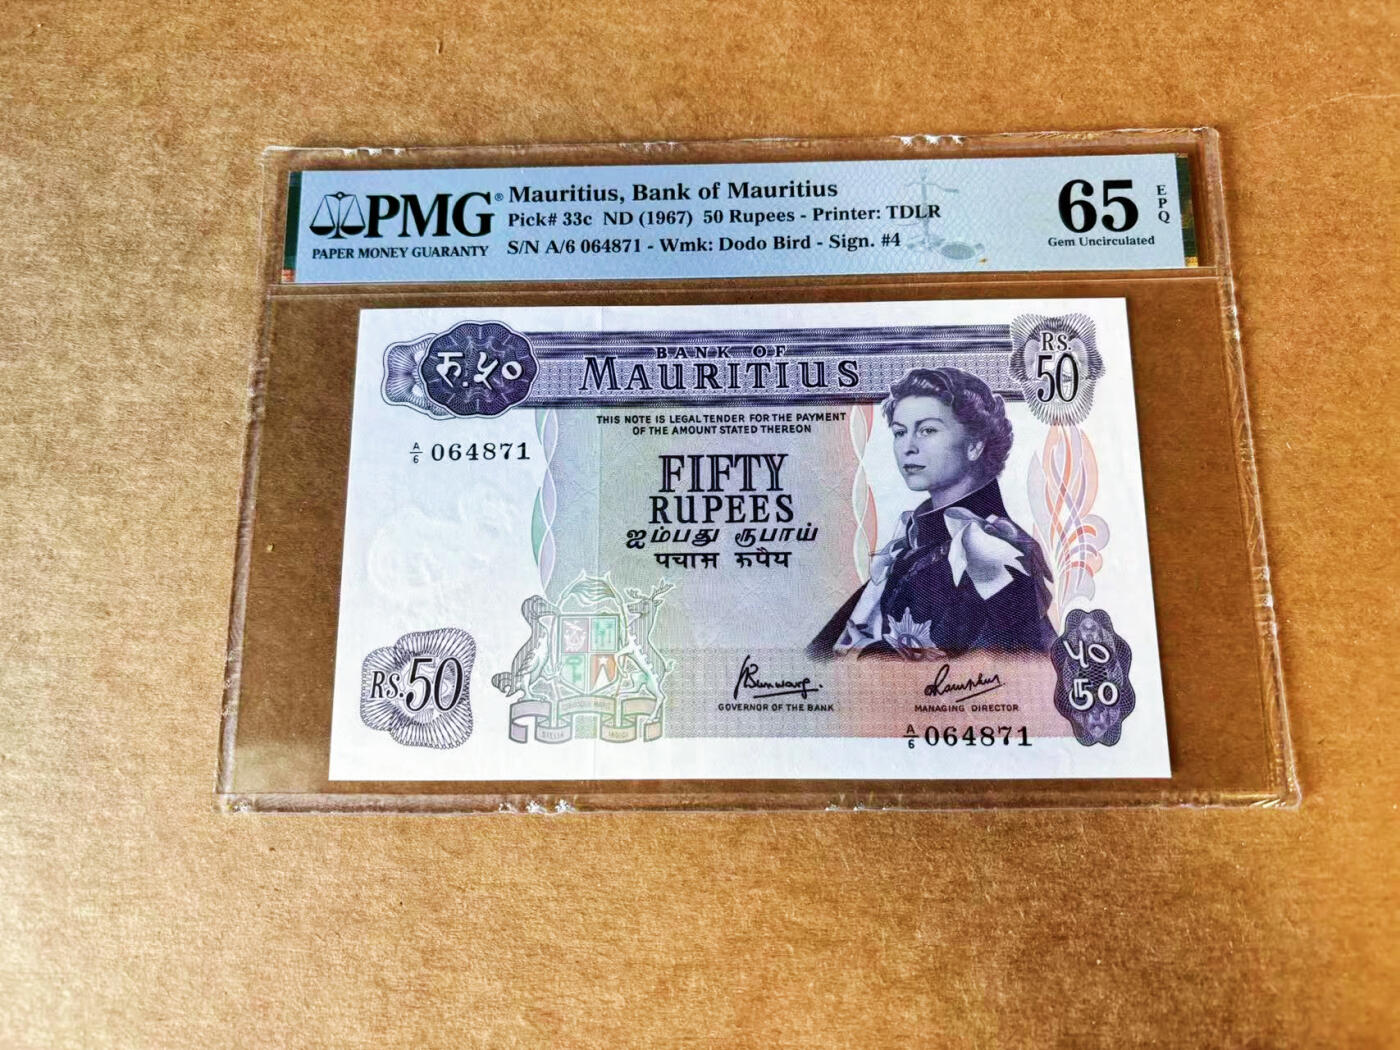 PMG®
PAPER MONEY GUARANTY
Mauritius, Bank of Mauritius
Pick# 33c ND (1967) 50 Rupees - Printer: TDLR
S/N A/6 064871 - Wmk: Dodo Bird - Sign. #4
65
EPQ
Gem Uncirculated
रु.५०
BANK OF
MAURITIUS
Rs.
50
THIS NOTE IS LEGAL TENDER FOR THE PAYMENT
OF THE AMOUNT STATED THEREON
A/6 064871
FIFTY
RUPEES
ஐம்பது ரூபாய்
पचास रूपैय
Rs.50
GOVERNOR OF THE BANK
MANAGING DIRECTOR
A/6 064871
STELLA
INDICI